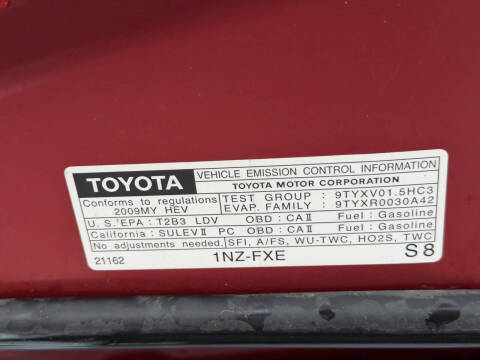 TOYOTA
VEHICLE EMISSION CONTROL INFORMATION
TOYOTA MOTOR CORPORATION
Conforms to regulations
2009MY HEV
TEST GROUP : 9TYXV01.5HC3
EVAP. FAMILY : 9TYXR0030A42
U.S. EPA : T2B3 LDV OBD : CAⅡ Fuel : Gasoline
California : SULEVⅡ PC OBD : CAⅡ Fuel : Gasoline
No adjustments needed. SFI, A/FS, WU-TWC, HO2S, TWC
21162 1NZ-FXE S8